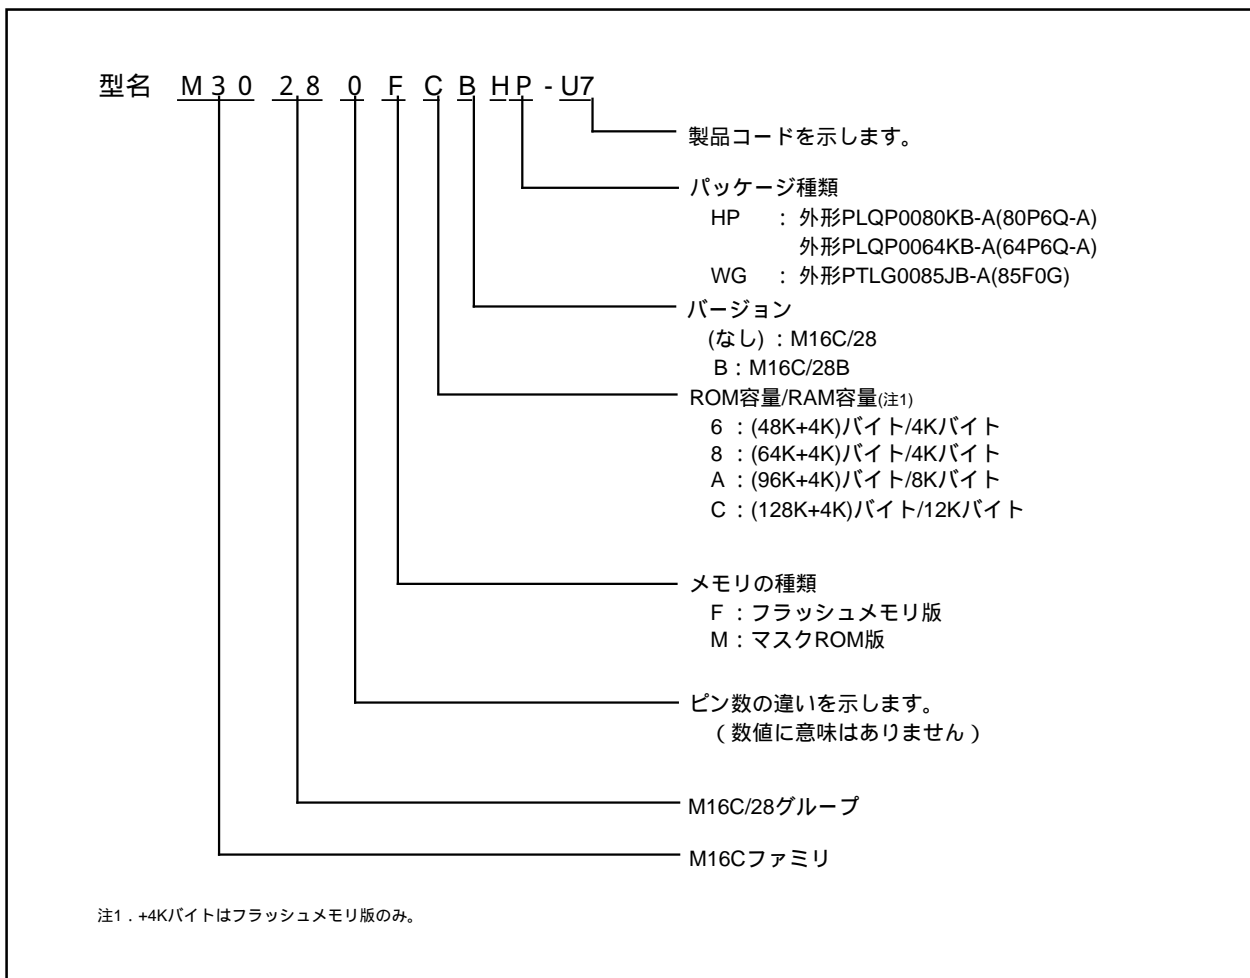 型名 M30 28 0 F C B HP - U7
製品コードを示します。
パッケージ種類
HP : 外形PLQP0080KB-A(80P6Q-A)
外形PLQP0064KB-A(64P6Q-A)
WG : 外形PTLG0085JB-A(85F0G)
バージョン
(なし) : M16C/28
B : M16C/28B
ROM容量/RAM容量(注1)
6 : (48K+4K)バイト/4Kバイト
8 : (64K+4K)バイト/4Kバイト
A : (96K+4K)バイト/8Kバイト
C : (128K+4K)バイト/12Kバイト
メモリの種類
F : フラッシュメモリ版
M : マスクROM版
ピン数の違いを示します。
(数値に意味はありません)
M16C/28グループ
M16Cファミリ
注1．+4Kバイトはフラッシュメモリ版のみ。